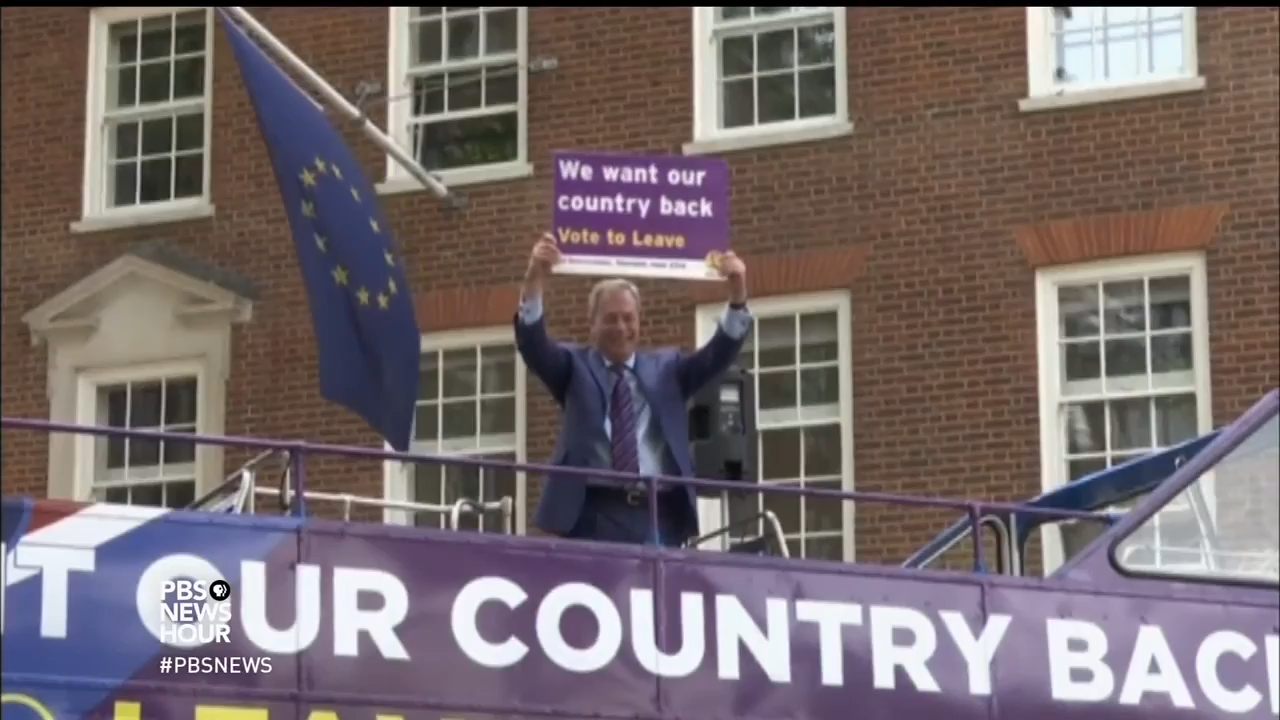 We want our
country back
Vote to Leave
T OUR COUNTRY BAC
PBS
NEWS
HOUR
#PBSNEWS